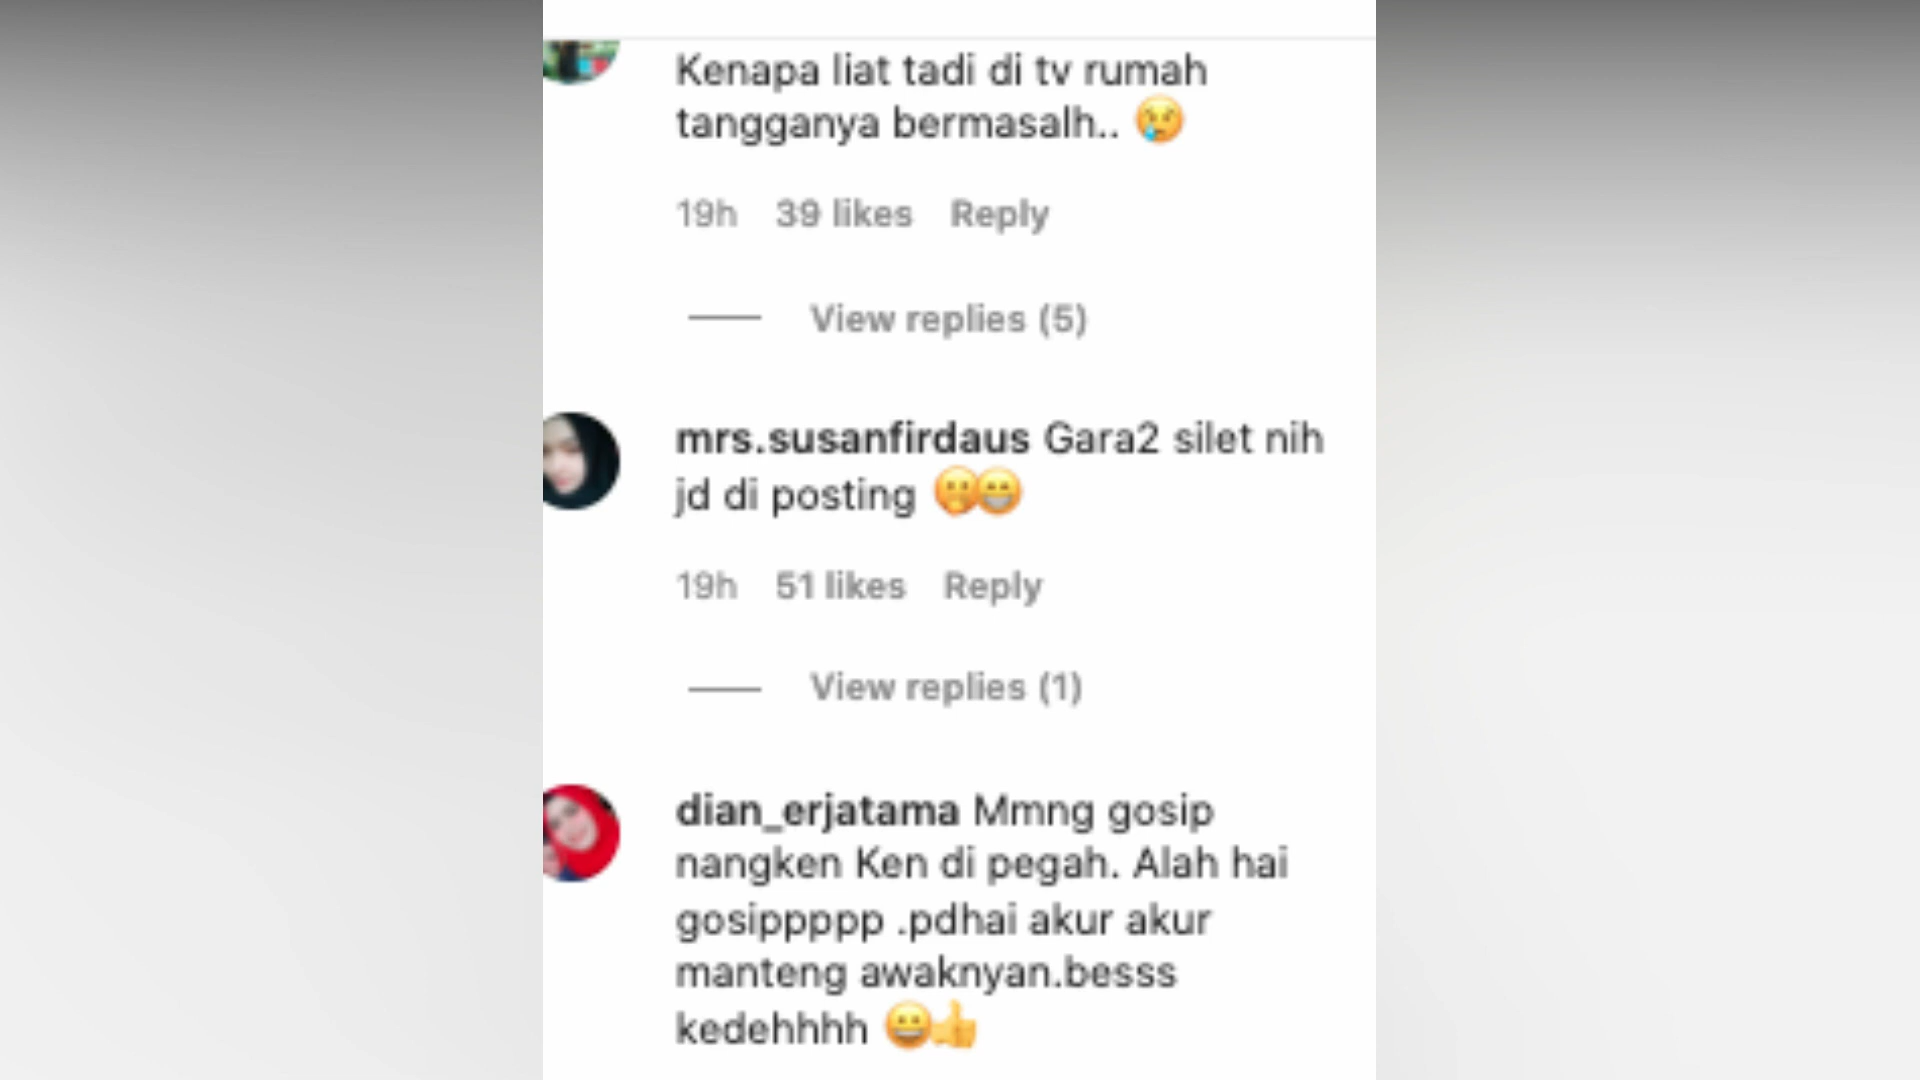 Kenapa liat tadi di tv rumah
tangganya bermasalh.. 😢
19h 39 likes Reply
View replies (5)
mrs.susanfirdaus Gara2 silet nih
jd di posting 🤭😁
19h 51 likes Reply
View replies (1)
dian_erjatama Mmng gosip
nangken Ken di pegah. Alah hai
gosippppp .pdhai akur akur
manteng awaknyan.besss
kedehhhh 😀👍